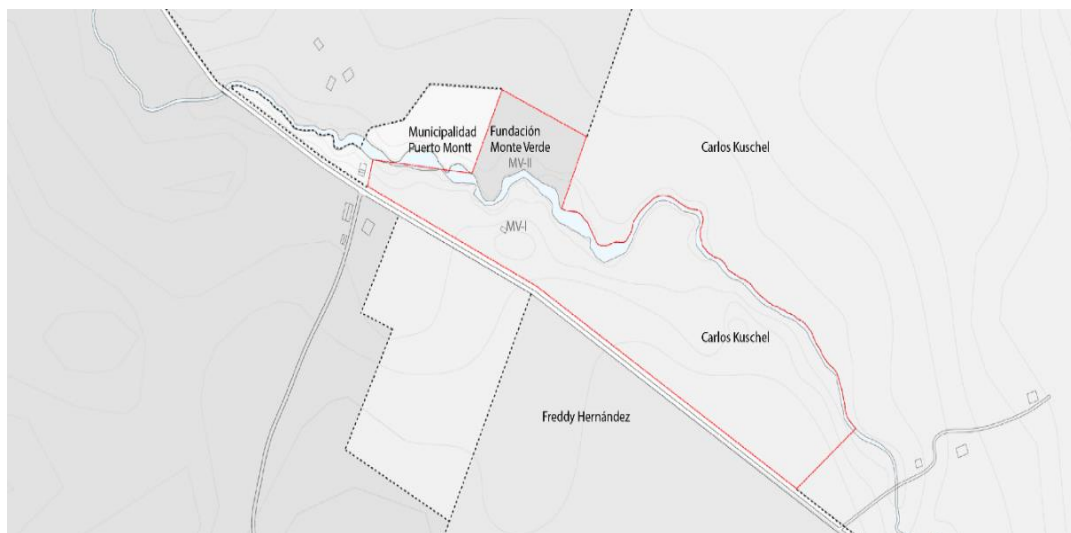 Municipalidad
Puerto Montt
Fundación
Monte Verde
MV-II
Carlos Kuschel
MV-I
Carlos Kuschel
Freddy Hernández